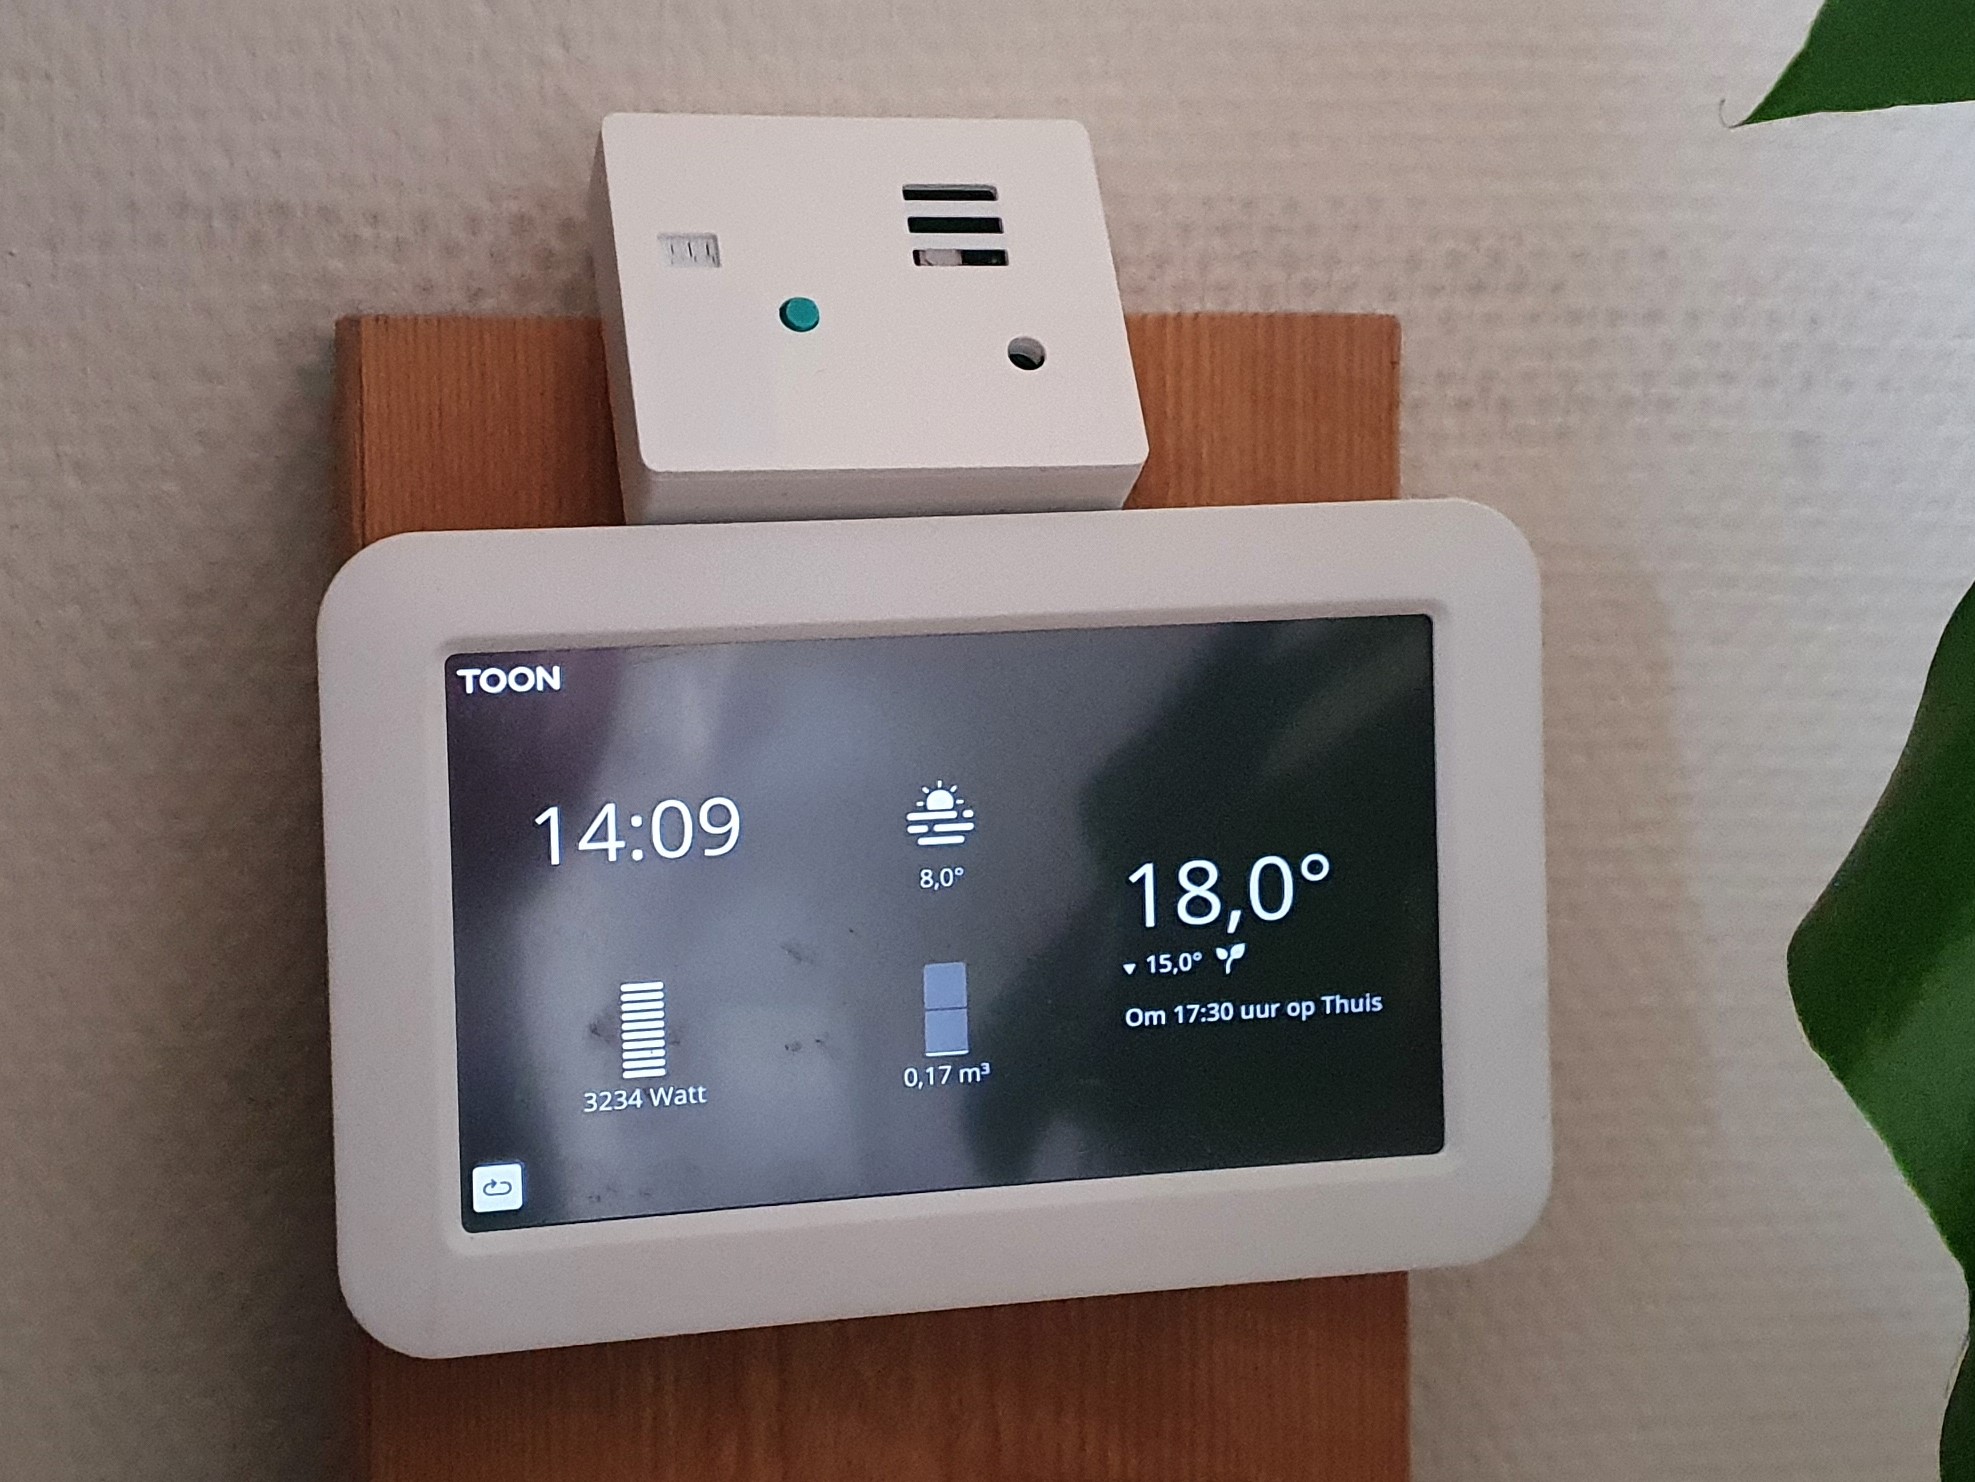 TOON
14:09
8,0°
18,0°
15,0°
Om 17:30 uur op Thuis
3234 Watt
0,17 m³